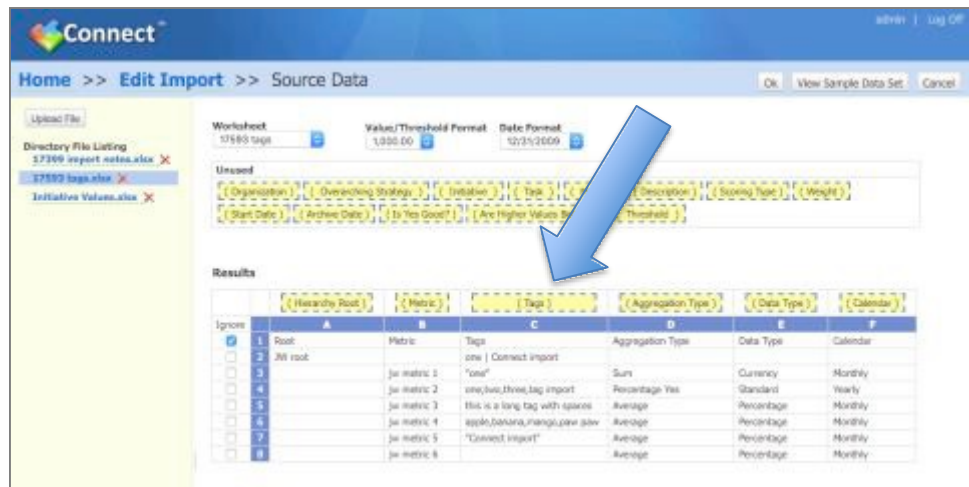 Connect™
admin | Log Off
Home >> Edit Import >> Source Data
Ok View Sample Data Set Cancel
Upload File
Directory File Listing
17399 import notes.xlsx
17593 tags.xlsx
Initiative Values.xlsx
Worksheet Value/Threshold Format Date Format
17593 tags 1,000.00 12/31/2009
Unused
( Organization ) ( Overarching Strategy ) ( Initiative ) ( Task ) Description ) ( Scoring Type ) ( Weight )
( Start Date ) ( Archive Date ) ( Is Yes Good? ) ( Are Higher Values Threshold )
Results
( Hierarchy Root ) ( Metric ) ( Tags ) ( Aggregation Type ) ( Data Type ) ( Calendar )
Ignore A B C D E F
1 Root Metric Tags Aggregation Type Data Type Calendar
2 JW root one | Connect import
3 jw metric 1 "one" Sum Currency Monthly
4 jw metric 2 one,two,three,tag import Percentage Yes Standard Yearly
5 jw metric 3 this is a long tag with spaces Average Percentage Monthly
6 jw metric 4 apple,banana,mango,paw paw Average Percentage Monthly
7 jw metric 5 "Connect import" Average Percentage Monthly
8 jw metric 6 Average Percentage Monthly